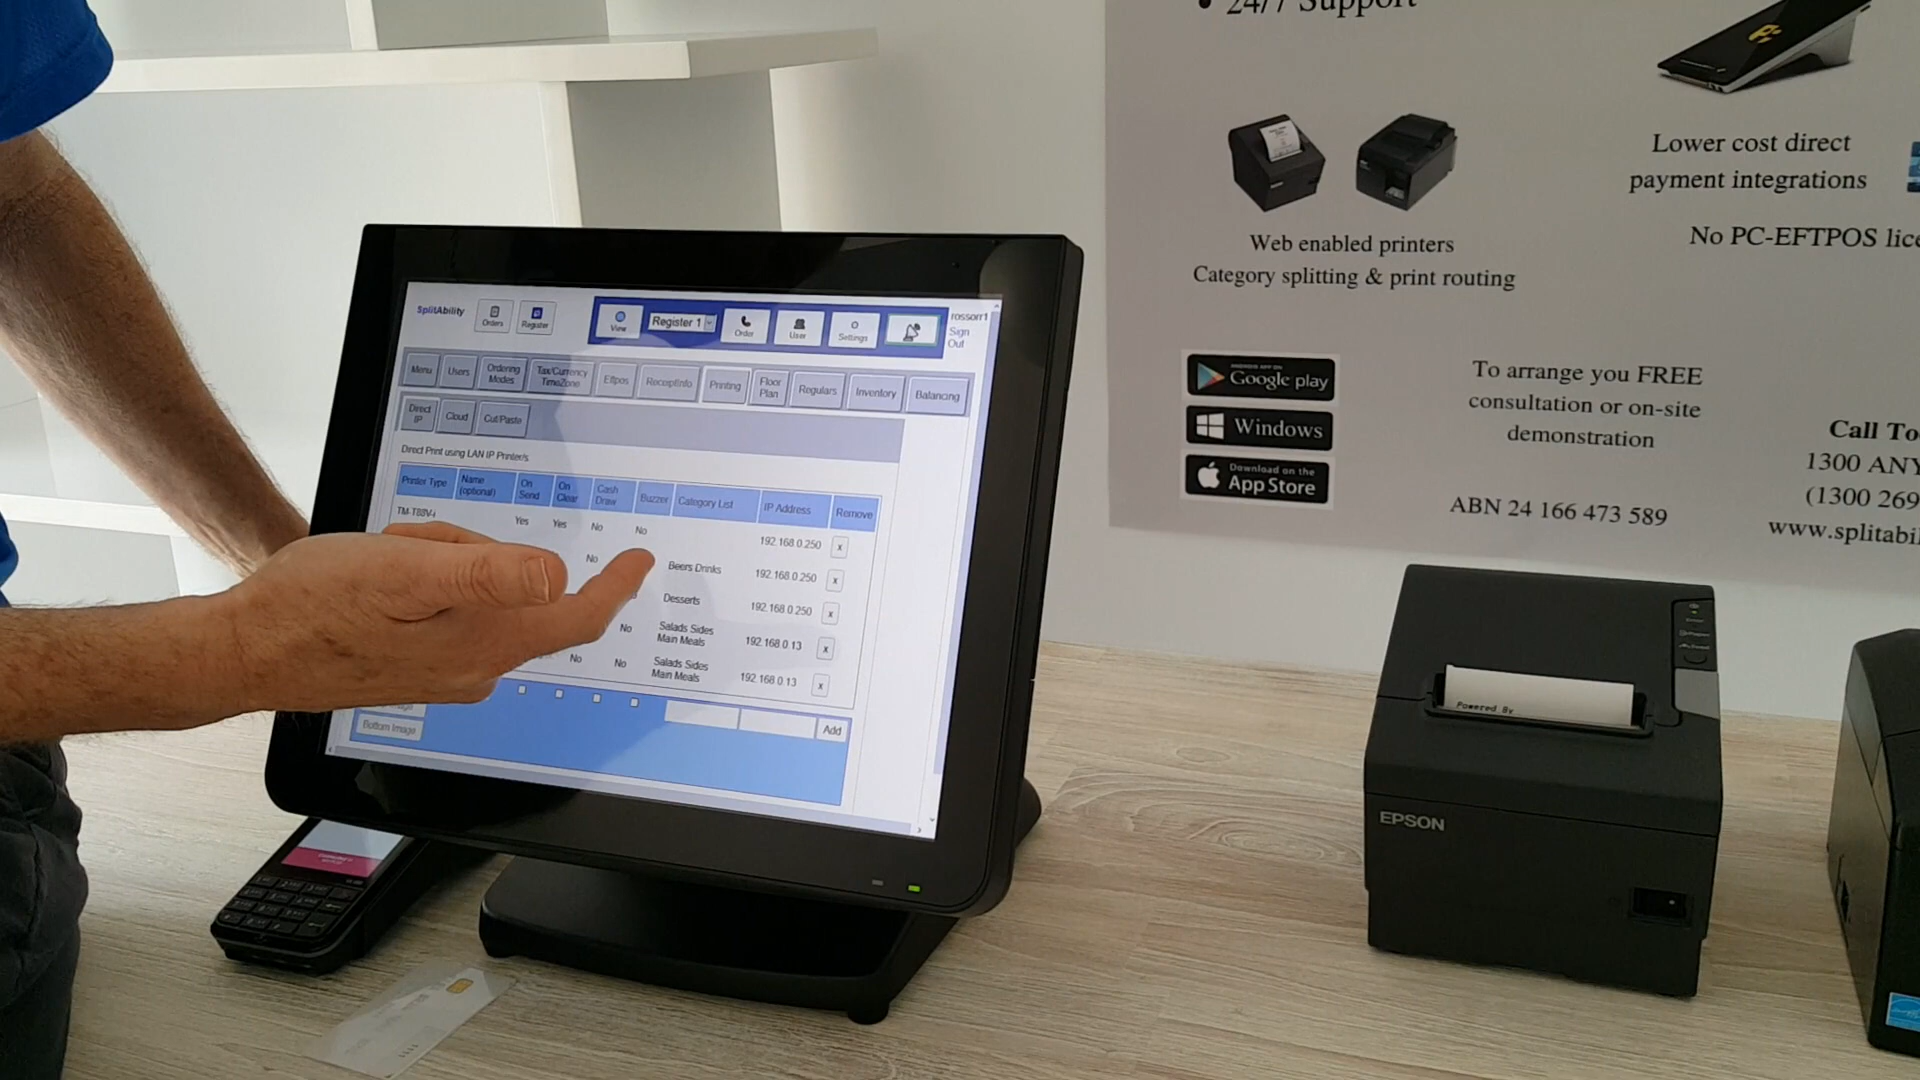 • 24/7 Support
Lower cost direct
payment integrations
No PC-EFTPOS
Web enabled printers
Category splitting & print routing
ANDROID APP ON
Google play
Windows
Download on the
App Store
To arrange you FREE
consultation or on-site
demonstration
ABN 24 166 473 589
Call
1300
(1300 269
EPSON
Powered By
SplitAbility
Orders
Register
View
Register 1
Order
User
Settings
rossorr1
Sign
Out
Menu
Users
Ordering
Modes
Tax/Currency
TimeZone
Eftpos
ReceiptInfo
Printing
Floor
Plan
Regulars
Inventory
Balancing
Direct
IP
Cloud
Cut/Paste
Direct Print using LAN IP Printer/s
Printer Type
Name
(optional)
On
Send
On
Clear
Cash
Draw
Buzzer
Category List
IP Address
Remove
TM-T88V-i
Yes Yes No No 192.168.0.250 x
No Beers Drinks 192.168.0.250 x
Desserts 192.168.0.250 x
No Salads Sides
Main Meals 192.168.0.13 x
No No Salads Sides
Main Meals 192.168.0.13 x
Bottom Image
Add